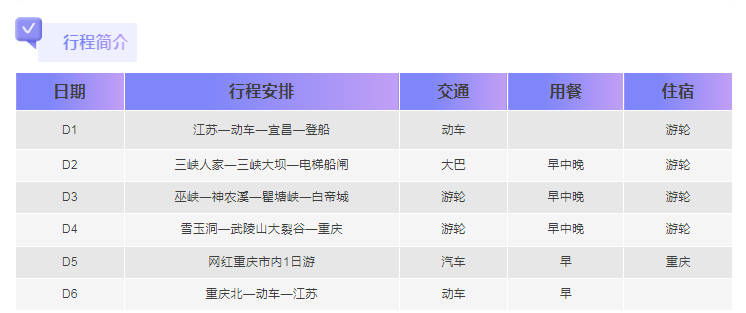 行程简介
日期 行程安排 交通 用餐 住宿
D1 江苏—动车—宜昌—登船 动车 游轮
D2 三峡人家—三峡大坝—电梯船闸 大巴 早中晚 游轮
D3 巫峡—神农溪—瞿塘峡—白帝城 游轮 早中晚 游轮
D4 雪玉洞—武陵山大裂谷—重庆 游轮 早中晚 游轮
D5 网红重庆市内1日游 汽车 早 重庆
D6 重庆北—动车—江苏 动车 早